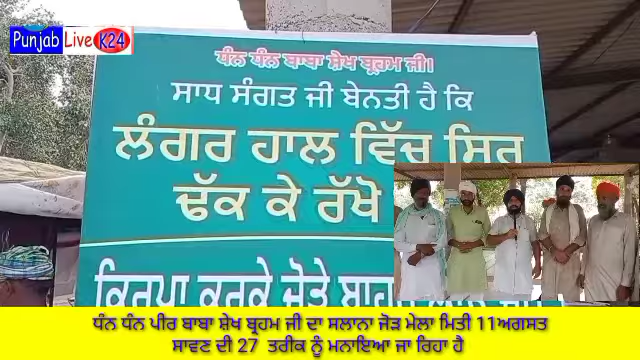 Punjab Live K24
ਧੰਨ ਧੰਨ ਬਾਬਾ ਸ਼ੇਖ ਬ੍ਰਹਮ ਜੀ।
ਸਾਧ ਸੰਗਤ ਜੀ ਬੇਨਤੀ ਹੈ ਕਿ
ਲੰਗਰ ਹਾਲ ਵਿੱਚ ਸਿਰ
ਢੱਕ ਕੇ ਰੱਖੋ
ਕਿਰਪਾ ਕਰਕੇ ਜੋੜੇ
ਧੰਨ ਧੰਨ ਪੀਰ ਬਾਬਾ ਸ਼ੇਖ ਬ੍ਰਹਮ ਜੀ ਦਾ ਸਲਾਨਾ ਜੋੜ ਮੇਲਾ ਮਿਤੀ 11ਅਗਸਤ
ਸਾਵਣ ਦੀ 27 ਤਰੀਕ ਨੂੰ ਮਨਾਇਆ ਜਾ ਰਿਹਾ ਹੈ